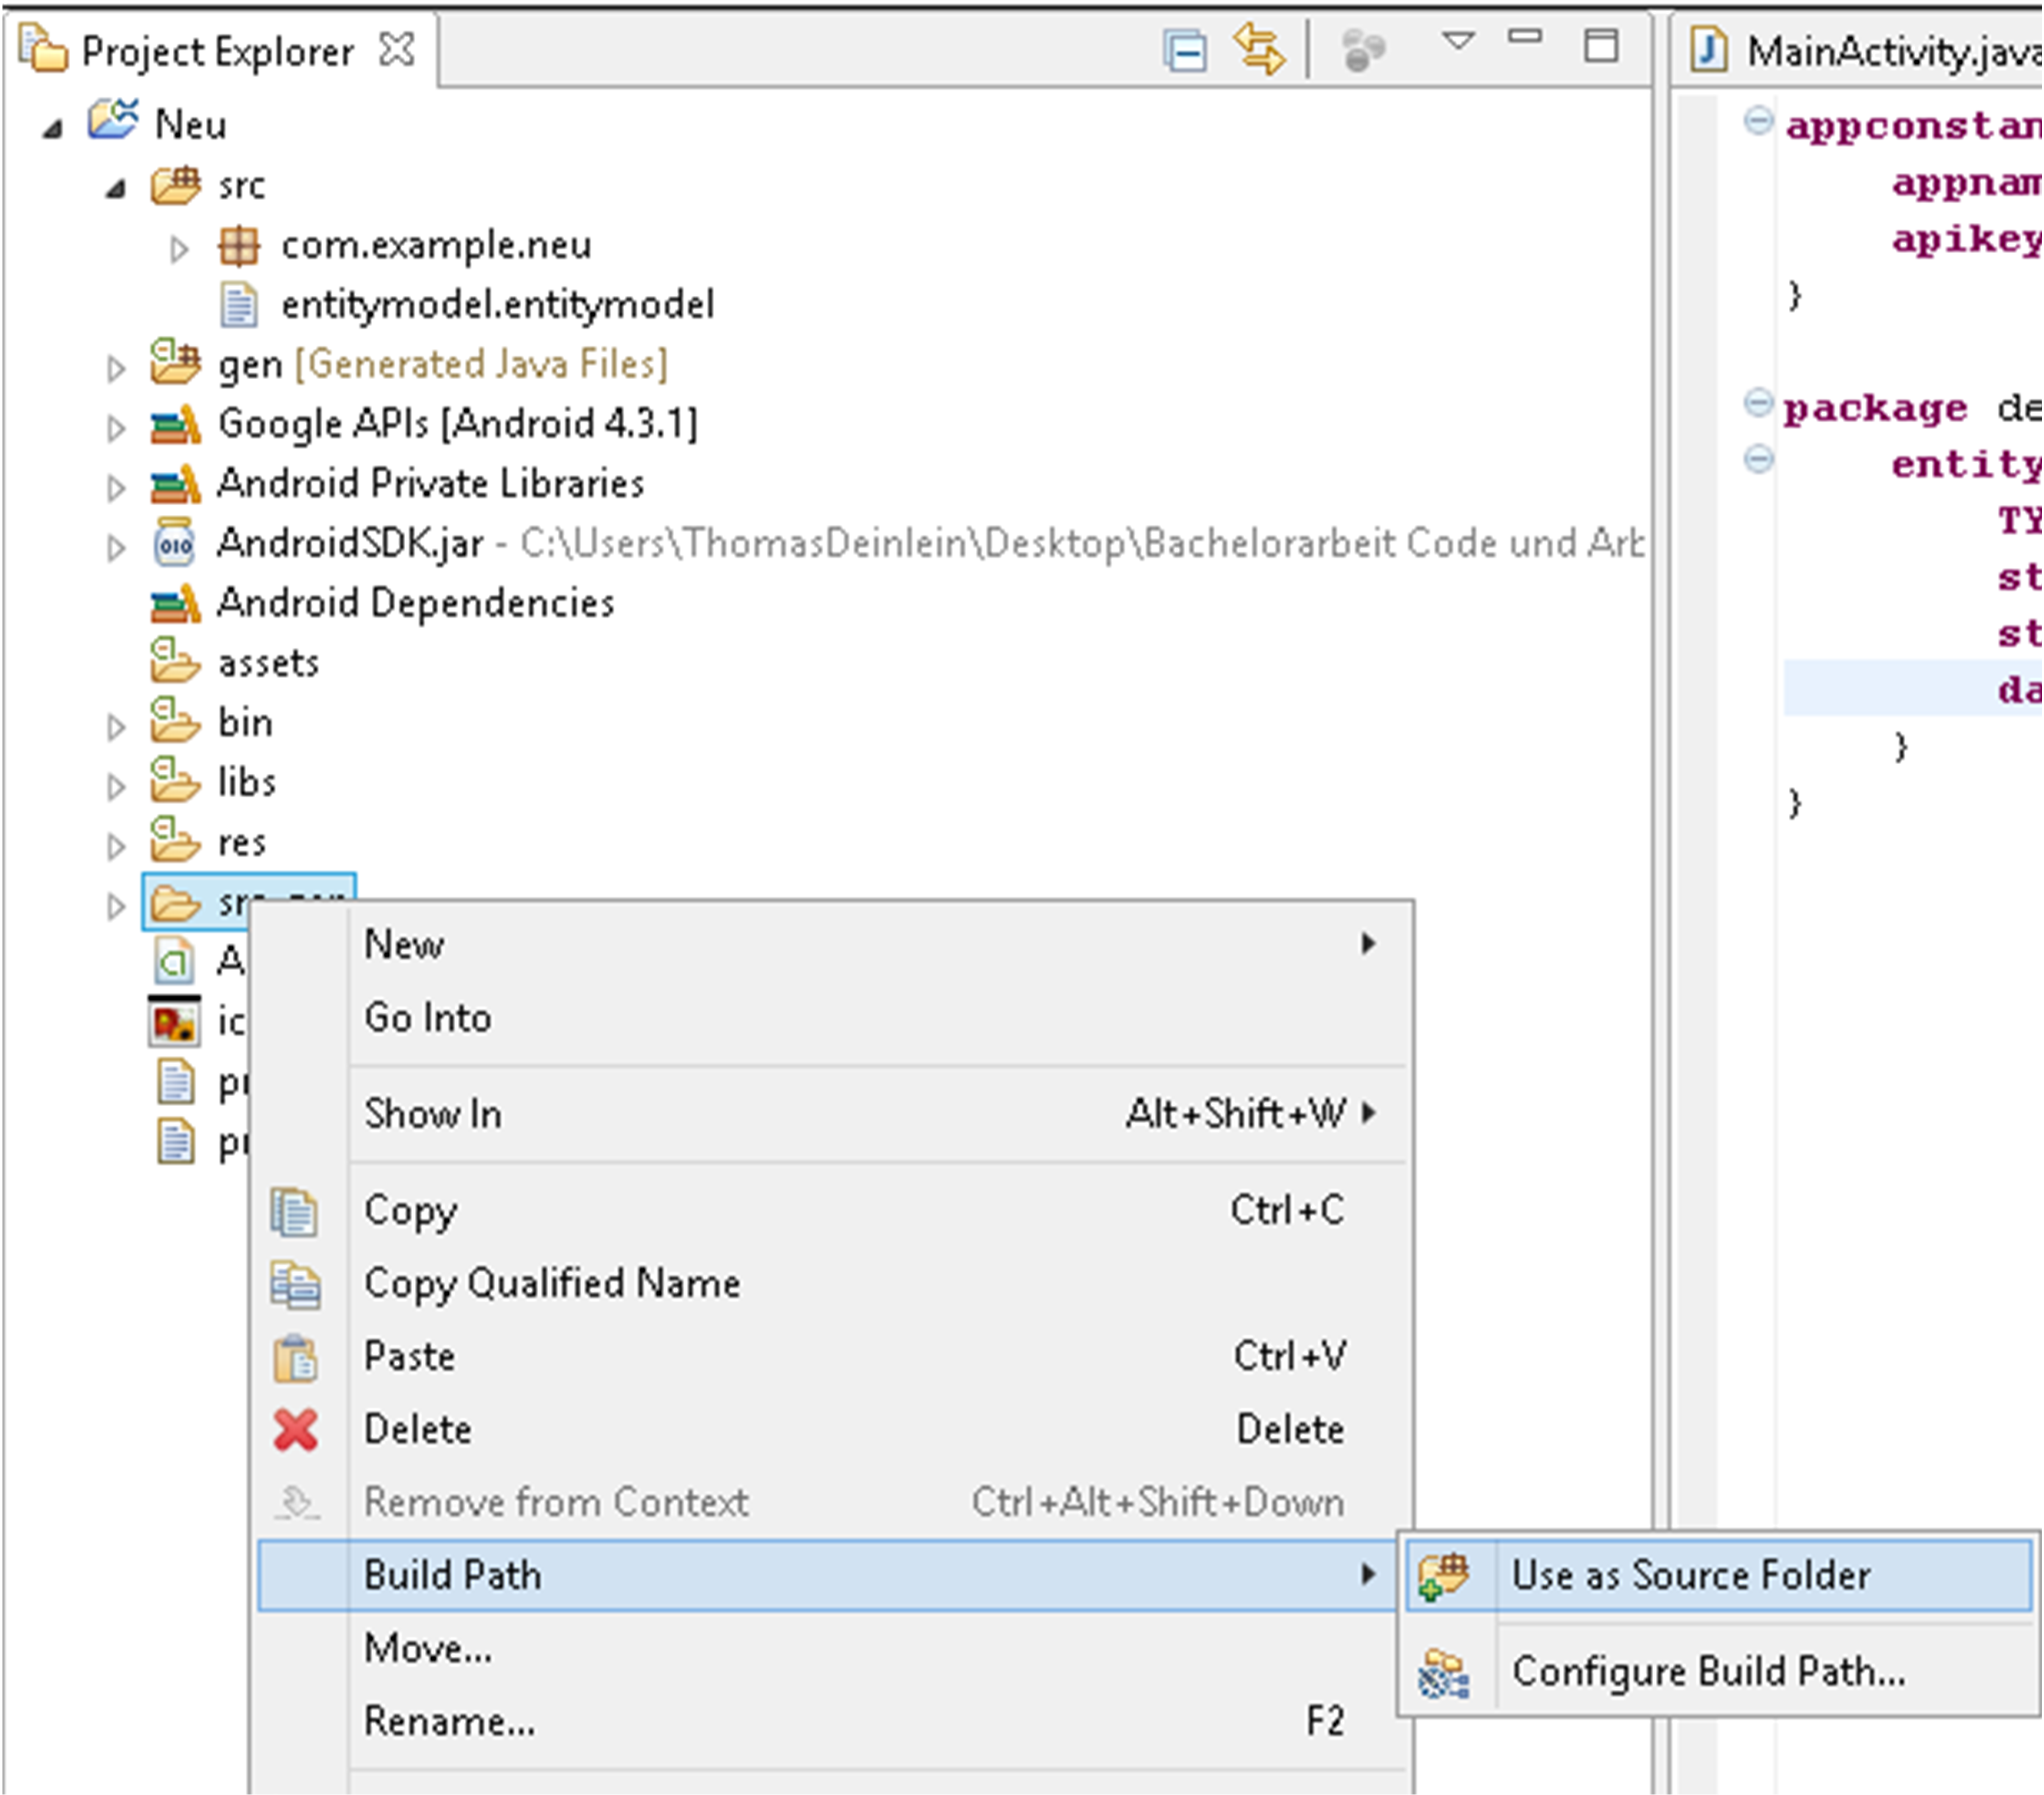 Project Explorer
MainActivity.java
Neu
src
com.example.neu
entitymodel.entitymodel
gen [Generated Java Files]
Google APIs [Android 4.3.1]
Android Private Libraries
AndroidSDK.jar - C:\Users\ThomasDeinlein\Desktop\Bachelorarbeit Code und Arb
Android Dependencies
assets
bin
libs
res
A
ic
New
Go Into
Show In Alt+Shift+W
Copy Ctrl+C
Copy Qualified Name
Paste Ctrl+V
Delete Delete
Remove from Context Ctrl+Alt+Shift+Down
Build Path
Move...
Rename... F2
Use as Source Folder
Configure Build Path...
appconstan
appnam
apikey
}
package de
entity
TY
st
st
da
}
}